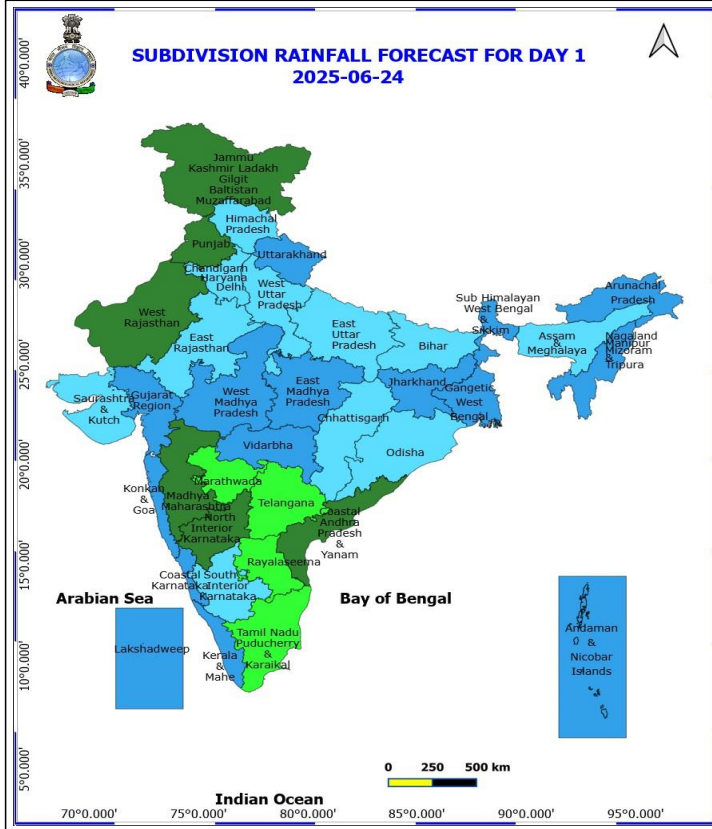 SUBDIVISION RAINFALL FORECAST FOR DAY 1
2025-06-24
40°0.000'
35°0.000'
30°0.000'
25°0.000'
20°0.000'
15°0.000'
10°0.000'
5°0.000'
Jammu
Kashmir Ladakh
Gilgit
Baltistan
Muzaffarabad
Himachal
Pradesh
Punjab
Uttarakhand
Chandigarh
Haryana
Delhi
West
Uttar
Pradesh
West
Rajasthan
East
Rajasthan
East
Uttar
Pradesh
Bihar
Sub Himalayan
West Bengal
&
Sikkim
Arunachal
Pradesh
Assam
&
Meghalaya
Nagaland
Manipur
Mizoram
&
Tripura
Saurashtra
&
Kutch
Gujarat
Region
West
Madhya
Pradesh
East
Madhya
Pradesh
Jharkhand
Gangetic
West
Bengal
Chhattisgarh
Odisha
Vidarbha
Konkan
&
Goa
Madhya
Maharashtra
Marathwada
Telangana
North
Interior
Karnataka
Coastal
Andhra
Pradesh
&
Yanam
Rayalaseema
Coastal
Karnataka
South
Interior
Karnataka
Arabian Sea
Bay of Bengal
Lakshadweep
Kerala
&
Mahe
Tamil Nadu
Puducherry
&
Karaikal
Andaman
&
Nicobar
Islands
0 250 500 km
Indian Ocean
70°0.000' 75°0.000' 80°0.000' 85°0.000' 90°0.000' 95°0.000'